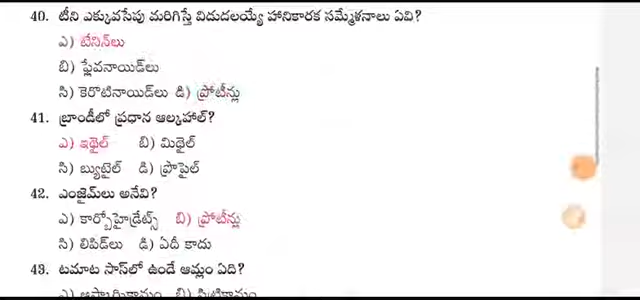 40. టీని ఎక్కువసేపు మరిగిస్తే విడుదలయ్యే హానికారక సమ్మేళనాలు ఏవి?
ఎ) టేనిన్‌లు
బి) ఫ్లేవనాయిడ్‌లు
సి) కెరొటినాయిడ్‌లు డి) ప్రోటీన్లు
41. బ్రాండీలో ప్రధాన ఆల్కహాల్?
ఎ) ఇథైల్ బి) మిథైల్
సి) బ్యుటైల్ డి) ప్రొపైల్
42. ఎంజైమ్‌లు అనేవి?
ఎ) కార్బోహైడ్రేట్స్ బి) ప్రోటీన్లు
సి) లిపిడ్‌లు డి) ఏదీ కాదు
43. టమాట సాస్‌లో ఉండే ఆమ్లం ఏది?